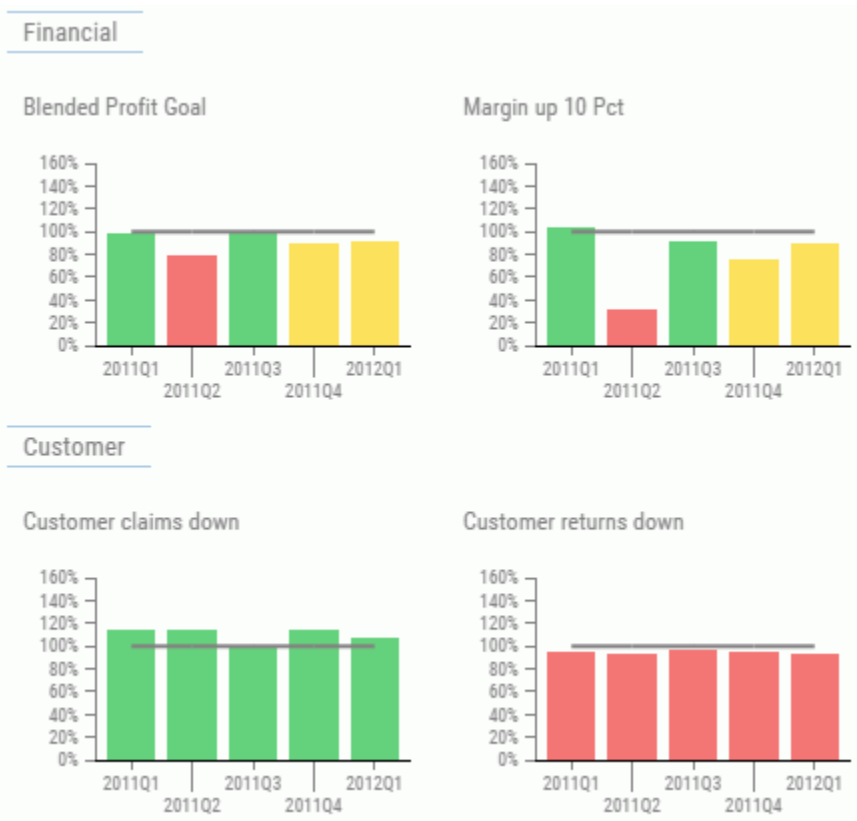 Financial
Blended Profit Goal
160%
140%
120%
100%
80%
60%
40%
20%
0%
2011Q1 2011Q3 2012Q1
2011Q2 2011Q4
Margin up 10 Pct
160%
140%
120%
100%
80%
60%
40%
20%
0%
2011Q1 2011Q3 2012Q1
2011Q2 2011Q4
Customer
Customer claims down
160%
140%
120%
100%
80%
60%
40%
20%
0%
2011Q1 2011Q3 2012Q1
2011Q2 2011Q4
Customer returns down
160%
140%
120%
100%
80%
60%
40%
20%
0%
2011Q1 2011Q3 2012Q1
2011Q2 2011Q4